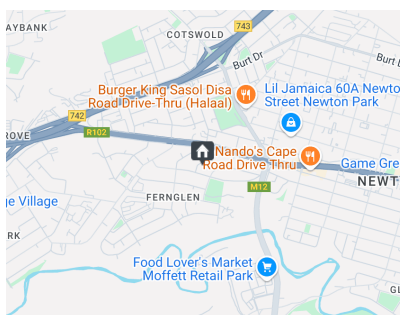 AYBANK
COTSWOLD
743
Burt Dr
Burt
Burger King Sasol Disa
Road Drive-Thru (Halaal)
Lil Jamaica 60A Newto
Street Newton Park
742
R102
ROVE
Nando's Cape
Road Drive Thru
Game Gre
M12
NEWT
ge Village
FERNGLEN
RK
Food Lover's Market
Moffett Retail Park
GL